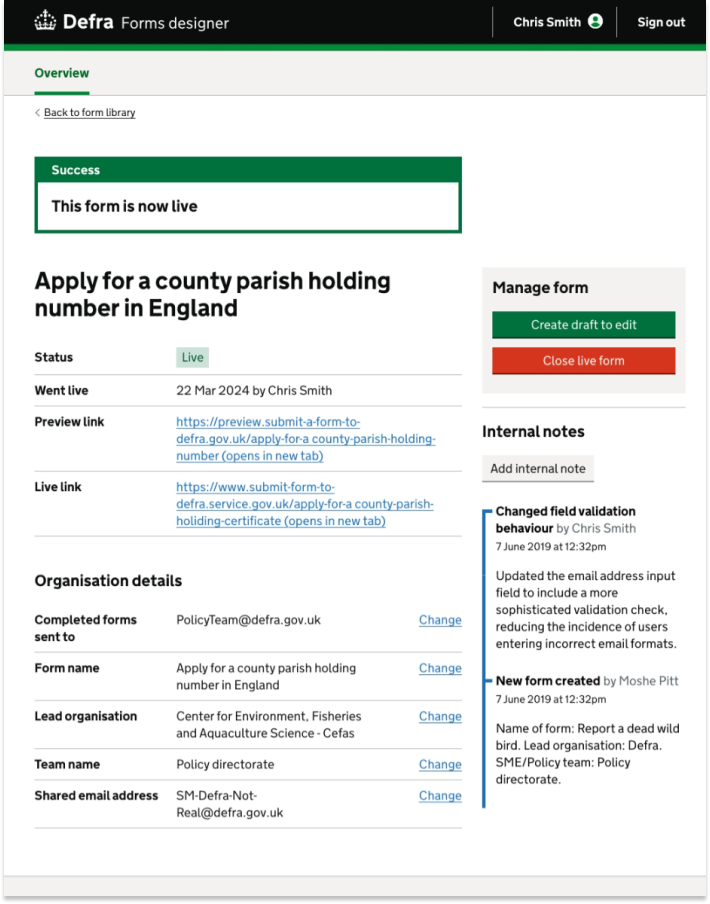 Defra Forms designer
Chris Smith
Sign out
Overview
Back to form library
Success
This form is now live
Apply for a county parish holding
number in England
Status
Live
Went live
22 Mar 2024 by Chris Smith
Preview link
https://preview.submit-a-form-to-
defra.gov.uk/apply-for-a county-parish-holding-
number (opens in new tab)
Live link
https://www.submit-form-to-
defra.service.gov.uk/apply-for-a county-parish-
holiding-certificate (opens in new tab)
Organisation details
Completed forms
sent to
PolicyTeam@defra.gov.uk
Change
Form name
Apply for a county parish holding
number in England
Change
Lead organisation
Center for Environment, Fisheries
and Aquaculture Science - Cefas
Change
Team name
Policy directorate
Change
Shared email address
SM-Defra-Not-
Real@defra.gov.uk
Change
Manage form
Create draft to edit
Close live form
Internal notes
Add internal note
Changed field validation
behaviour by Chris Smith
7 June 2019 at 12:32pm
Updated the email address input
field to include a more
sophisticated validation check,
reducing the incidence of users
entering incorrect email formats.
New form created by Moshe Pitt
7 June 2019 at 12:32pm
Name of form: Report a dead wild
bird. Lead organisation: Defra.
SME/Policy team: Policy
directorate.